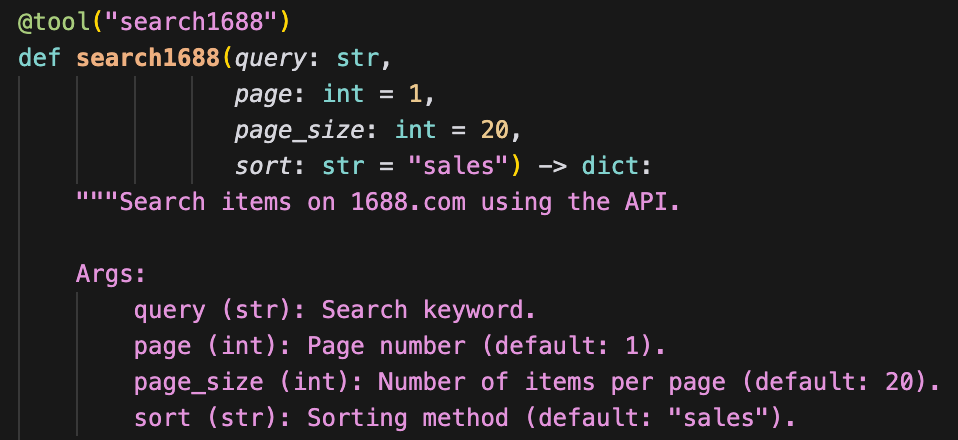 @tool("search1688")
def search1688(query: str,
               page: int = 1,
               page_size: int = 20,
               sort: str = "sales") -> dict:
    """Search items on 1688.com using the API.

    Args:
        query (str): Search keyword.
        page (int): Page number (default: 1).
        page_size (int): Number of items per page (default: 20).
        sort (str): Sorting method (default: "sales").